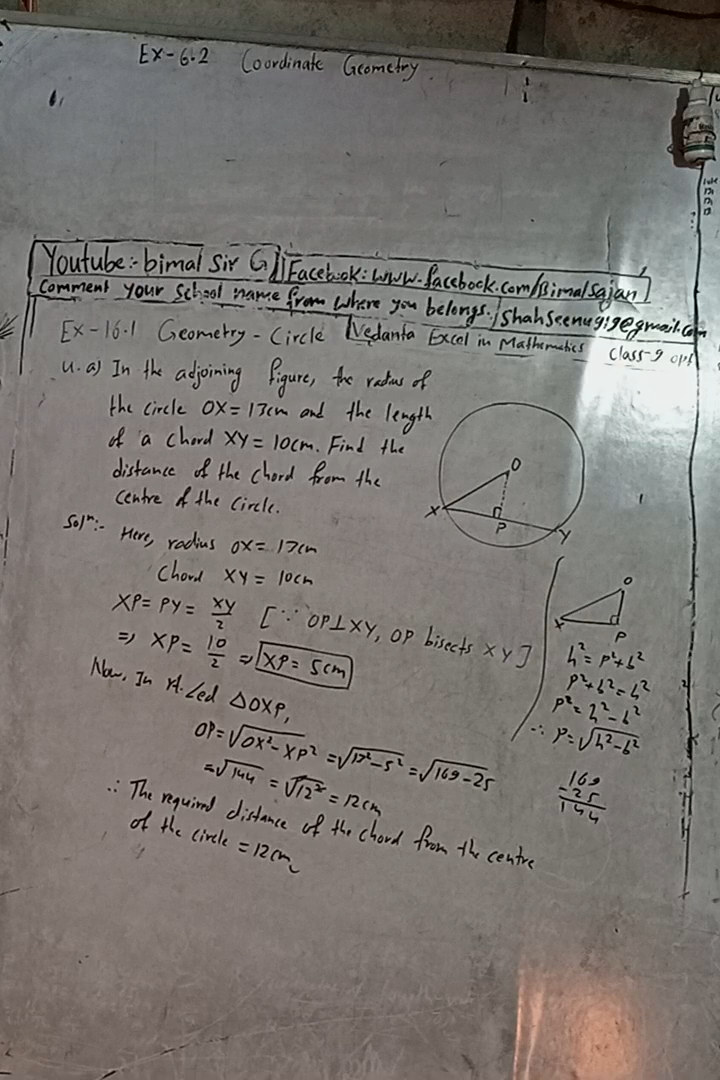 Ex-6.2 Coordinate Geometry
Youtube:- bimal Sir G
Facebook: www.facebook.com/Bimalsajan
Comment your School name from where you belongs.
shahseenu919@gmail.com
Ex-16.1 Geometry - Circle
Vedanta Excel in Mathematics class-9 opt
4. a) In the adjoining figure, the radius of
the circle OX = 13cm and the length
of a chord XY = 10cm. Find the
distance of the chord from the
centre of the circle.
O
X
P
Y
Solⁿ:- Here, radius OX = 13cm
Chord XY = 10cm
XP = PY = XY/2 [∵ OP⊥XY, OP bisects XY]
⇒ XP = 10/2 ⇒ XP = 5cm
Now, In rt. ∠ed △OXP,
OP = √OX² - XP² = √13² - 5² = √169 - 25
= √144 = √12² = 12cm
∴ The required distance of the chord from the centre
of the circle = 12cm
O
X
P
h² = p² + b²
p² + b² = h²
p² = h² - b²
∴ p = √h² - b²
169
- 25
144